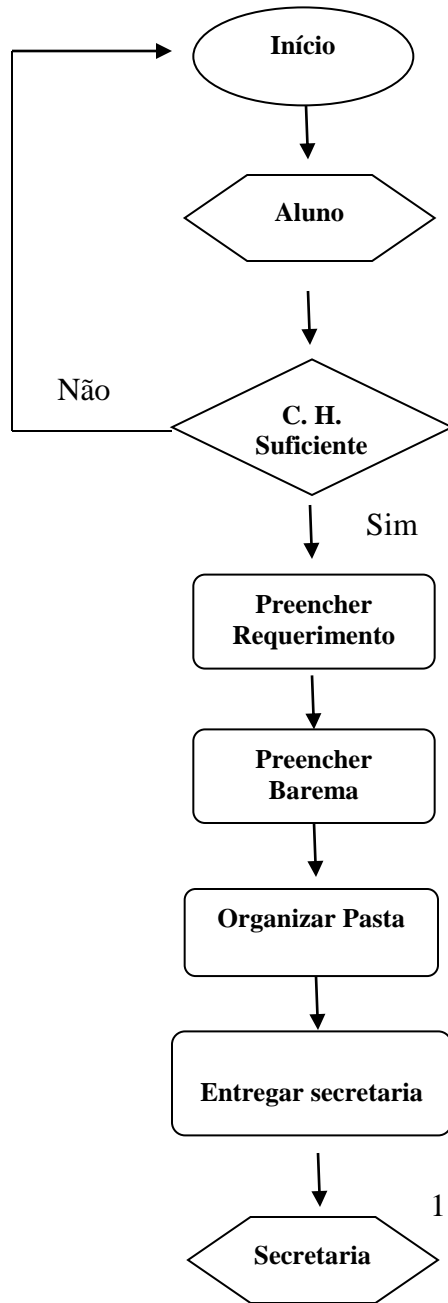 Início
Aluno
Não
C. H.
Suficiente
Sim
Preencher
Requerimento
Preencher
Barema
Organizar Pasta
Entregar secretaria
1
Secretaria